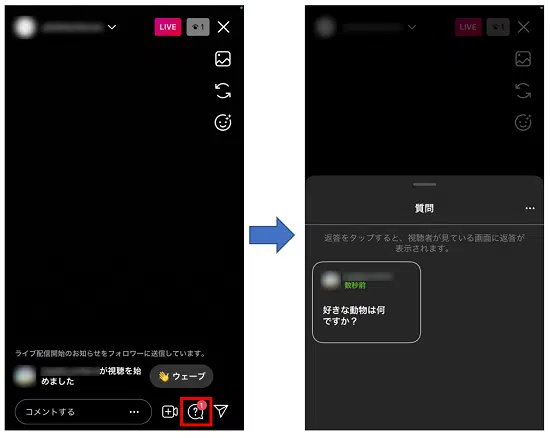 LIVE
1
ライブ配信開始のお知らせをフォロワーに送信しています。
が視聴を始
めました
ウェーブ
コメントする
1
LIVE
1
質問
返答をタップすると、視聴者が見ている画面に返答が
表示されます。
数秒前
好きな動物は何
ですか？